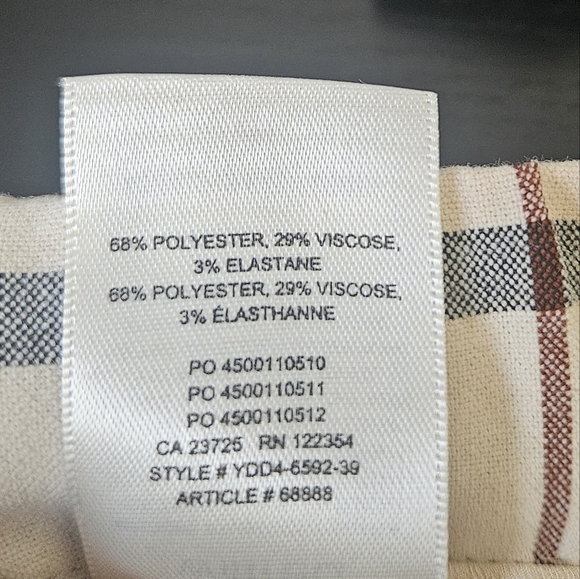 68% POLYESTER, 29% VISCOSE,
3% ELASTANE
68% POLYESTER, 29% VISCOSE,
3% ÉLASTHANNE
PO 4500110510
PO 4500110511
PO 4500110512
CA 23725 RN 122354
STYLE # YDD4-6592-39
ARTICLE # 68888